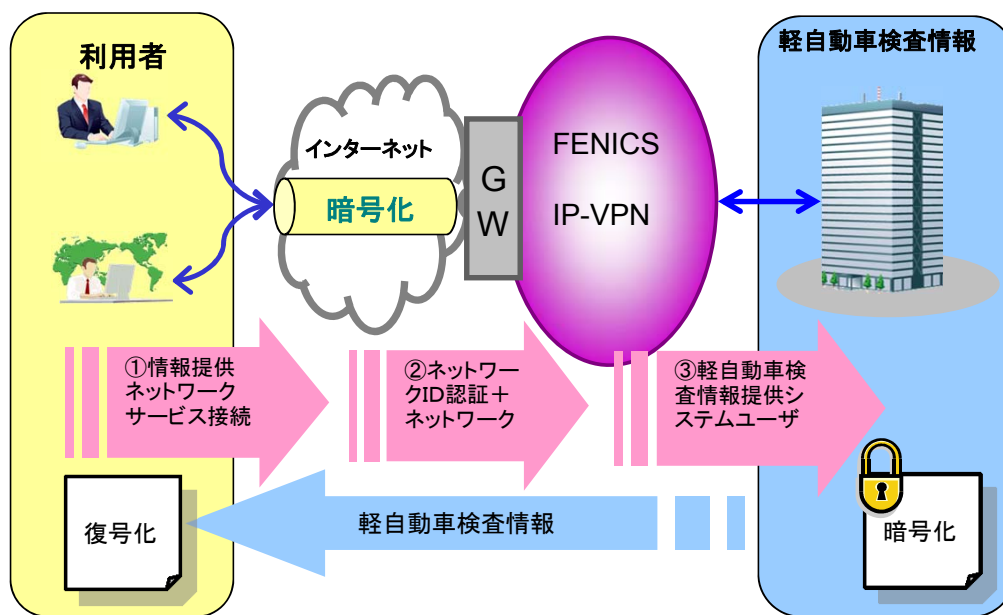 利用者
軽自動車検査情報
インターネット
暗号化
G
W
FENICS
IP-VPN
①情報提供
ネットワーク
サービス接続
②ネットワー
クID認証＋
ネットワーク
③軽自動車検
査情報提供シ
ステムユーザ
軽自動車検査情報
復号化
暗号化